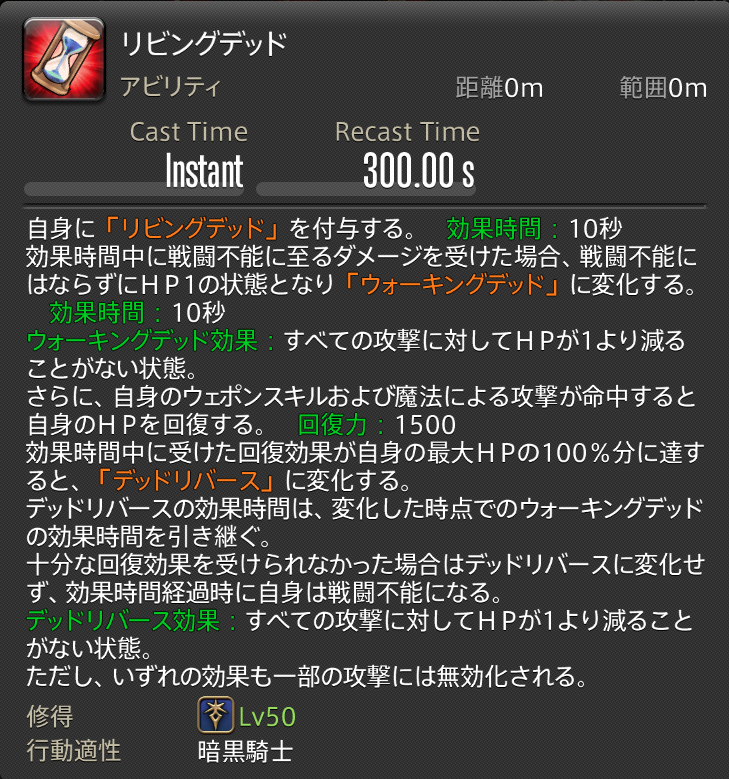 リビングデッド
アビリティ 距離0m 範囲0m
Cast Time Recast Time
Instant 300.00 s
自身に「リビングデッド」を付与する。 効果時間：10秒
効果時間中に戦闘不能に至るダメージを受けた場合、戦闘不能に
はならずにＨＰ1の状態となり「ウォーキングデッド」に変化する。
効果時間：10秒
ウォーキングデッド効果：すべての攻撃に対してＨＰが1より減る
ことがない状態。
さらに、自身のウェポンスキルおよび魔法による攻撃が命中すると
自身のＨＰを回復する。 回復力：1500
効果時間中に受けた回復効果が自身の最大ＨＰの100％分に達す
ると、「デッドリバース」に変化する。
デッドリバースの効果時間は、変化した時点でのウォーキングデッド
の効果時間を引き継ぐ。
十分な回復効果を受けられなかった場合はデッドリバースに変化せ
ず、効果時間経過時に自身は戦闘不能になる。
デッドリバース効果：すべての攻撃に対してＨＰが1より減ること
がない状態。
ただし、いずれの効果も一部の攻撃には無効化される。
修得 Lv50
行動適性 暗黒騎士